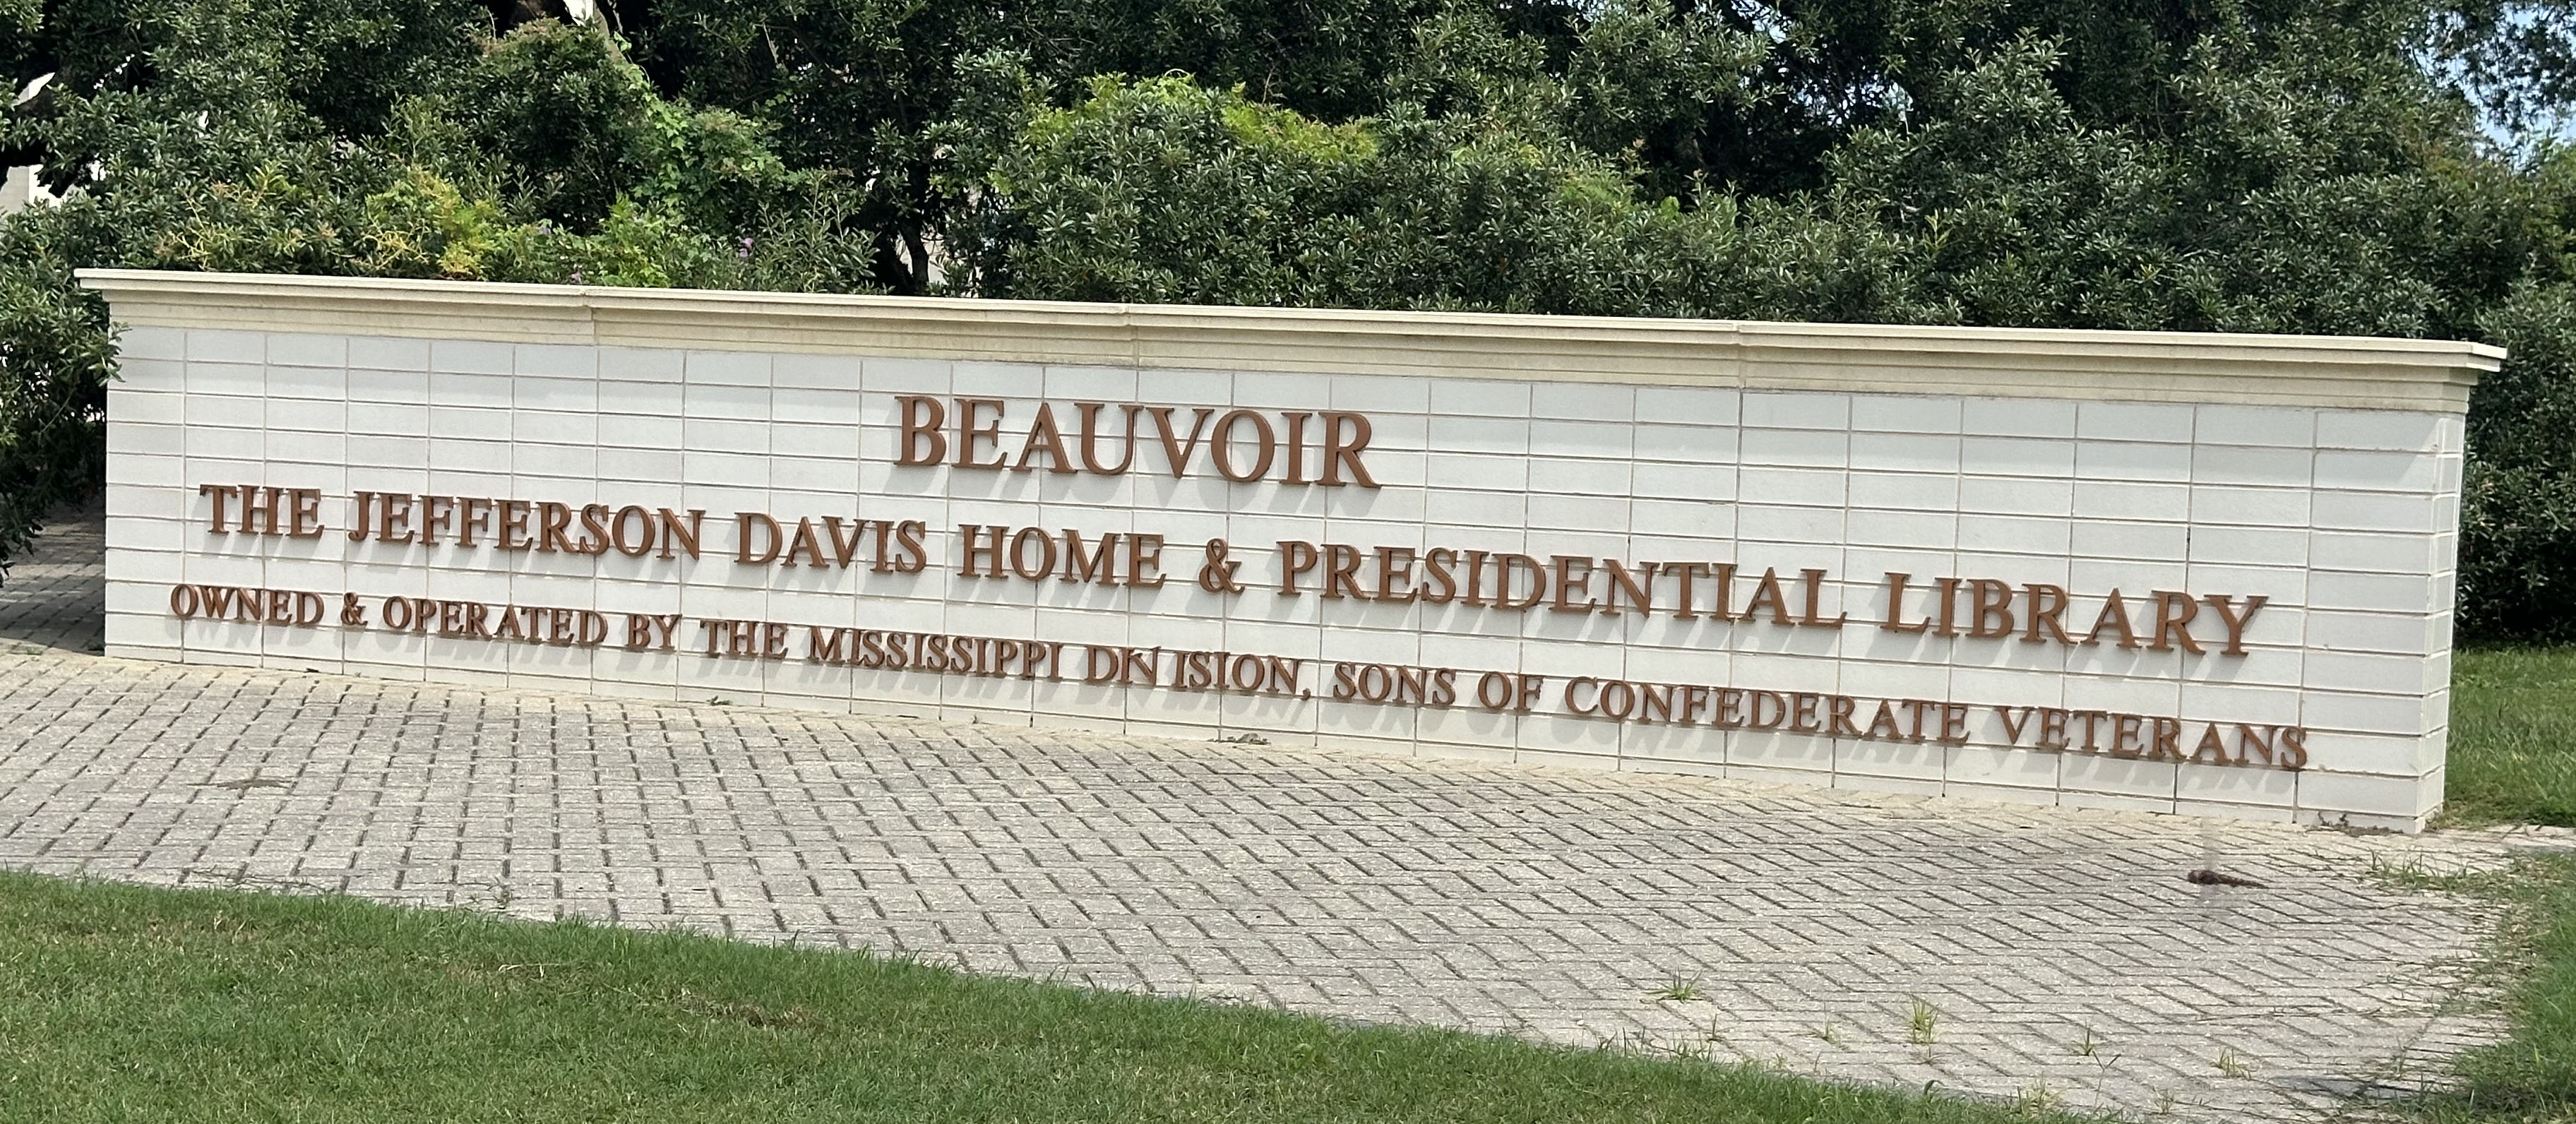 BEAUVOIR
THE JEFFERSON DAVIS HOME & PRESIDENTIAL LIBRARY
OWNED & OPERATED BY THE MISSISSIPPI DIVISION, SONS OF CONFEDERATE VETERANS